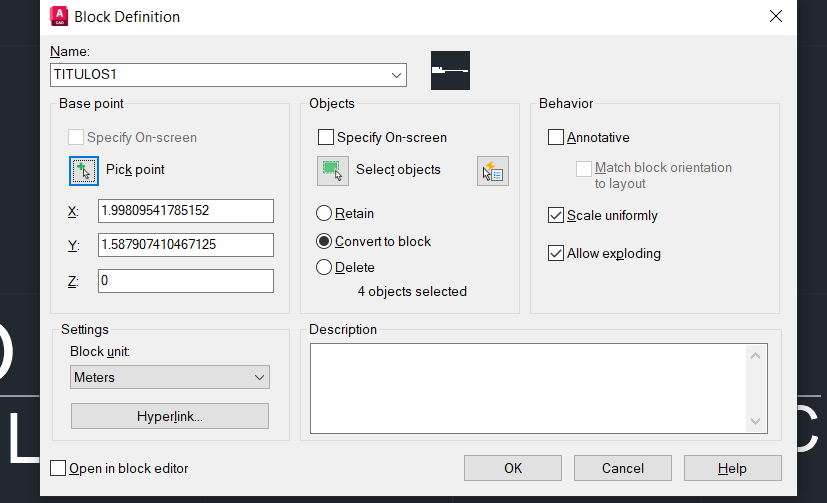 A
CAD
Block Definition
Name:
TITULOS1
Base point
Specify On-screen
Pick point
X: 1.99809541785152
Y: 1.587907410467125
Z: 0
Objects
Specify On-screen
Select objects
Retain
Convert to block
Delete
4 objects selected
Behavior
Annotative
Match block orientation
to layout
Scale uniformly
Allow exploding
Settings
Block unit:
Meters
Hyperlink...
Description
Open in block editor
OK
Cancel
Help
L
C